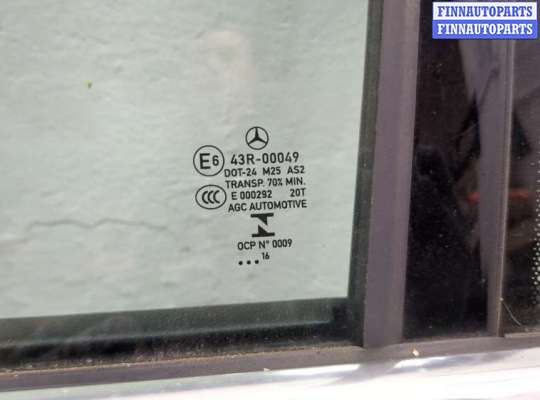 FINNAUTOPARTS
FINNAUTOPARTS
E6 43R-00049
DOT-24 M25 AS2
TRANSP. 70% MIN.
CCC E 000292 20T
AGC AUTOMOTIVE
N
OCP N° 0009
... 16